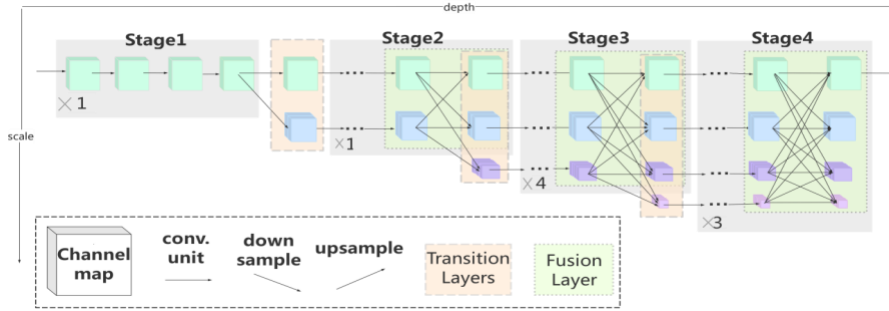 depth
Stage1
Stage2
Stage3
Stage4
×1
×1
×4
×3
scale
Channel
map
conv.
unit
down
sample
upsample
Transition
Layers
Fusion
Layer